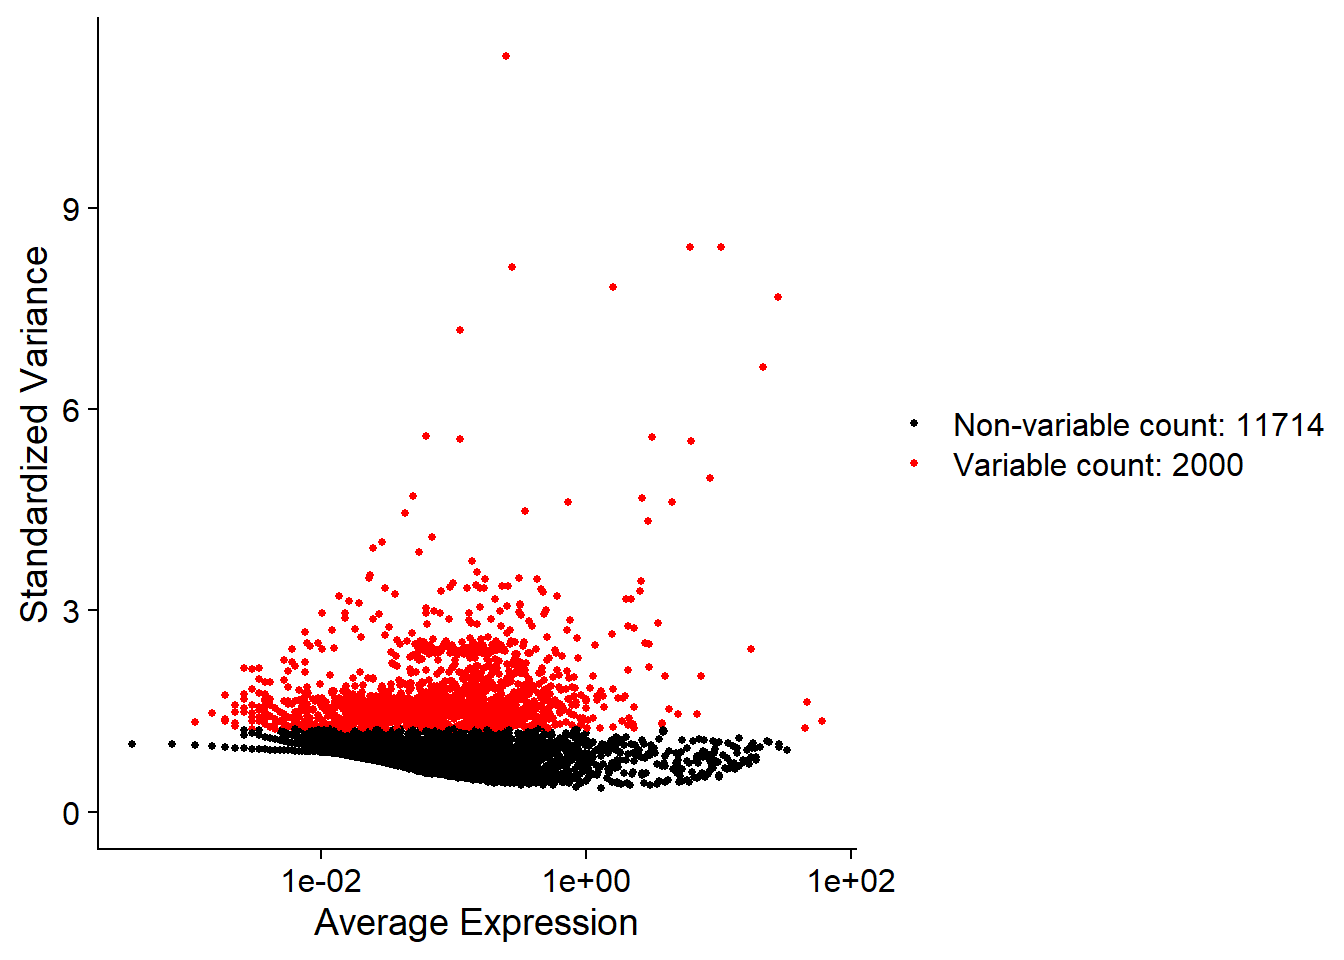 Standardized Variance
9
6
3
0
1e-02
1e+00
1e+02
Average Expression
Non-variable count: 11714
Variable count: 2000